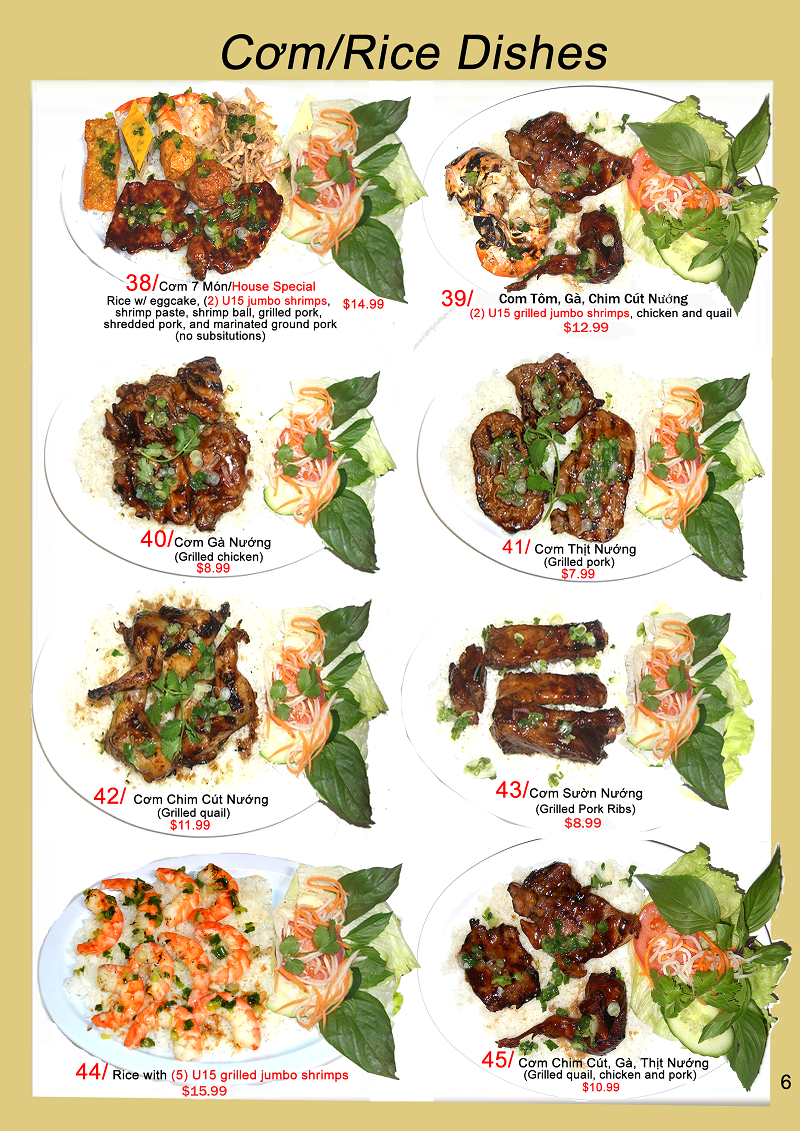 Cơm/Rice Dishes
38/Cơm 7 Món/House Special
Rice w/ eggcake, (2) U15 jumbo shrimps,
shrimp paste, shrimp ball, grilled pork,
shredded pork, and marinated ground pork
(no subsitutions)
$14.99
39/ Com Tôm, Gà, Chim Cút Nướng
(2) U15 grilled jumbo shrimps, chicken and quail
$12.99
40/Cơm Gà Nướng
(Grilled chicken)
$8.99
41/ Cơm Thịt Nướng
(Grilled pork)
$7.99
42/ Cơm Chim Cút Nướng
(Grilled quail)
$11.99
43/Cơm Sườn Nướng
(Grilled Pork Ribs)
$8.99
44/ Rice with (5) U15 grilled jumbo shrimps
$15.99
45/ Cơm Chim Cút, Gà, Thịt Nướng
(Grilled quail, chicken and pork)
$10.99
6